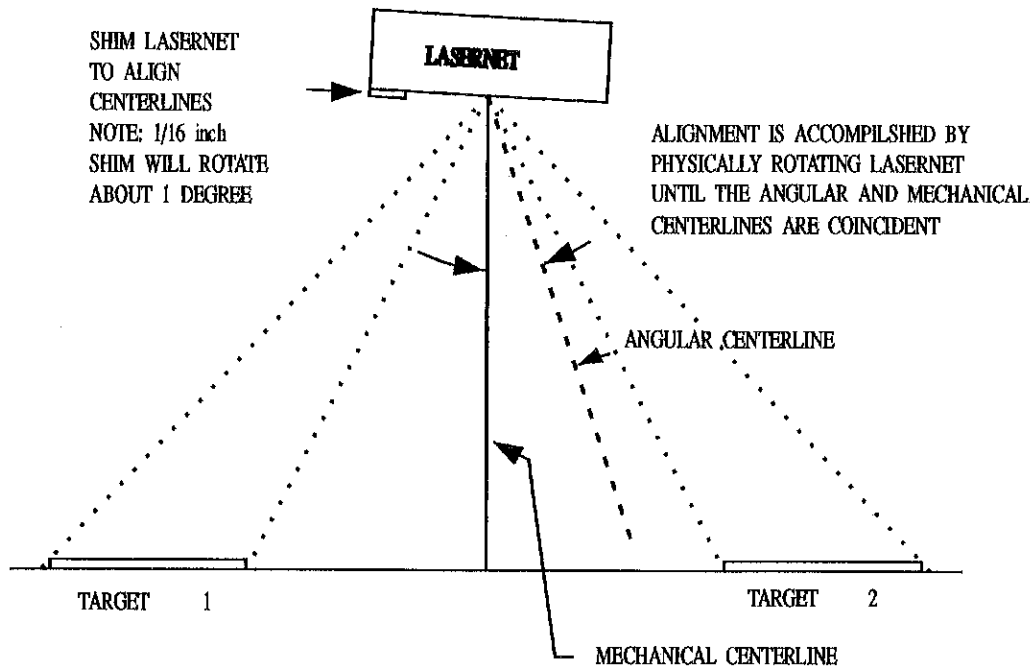 SHIM LASERNET
TO ALIGN
CENTERLINES
NOTE: 1/16 inch
SHIM WILL ROTATE
ABOUT 1 DEGREE
LASERNET
ALIGNMENT IS ACCOMPILSHED BY
PHYSICALLY ROTATING LASERNET
UNTIL THE ANGULAR AND MECHANICAL
CENTERLINES ARE COINCIDENT
ANGULAR CENTERLINE
TARGET 1
TARGET 2
MECHANICAL CENTERLINE